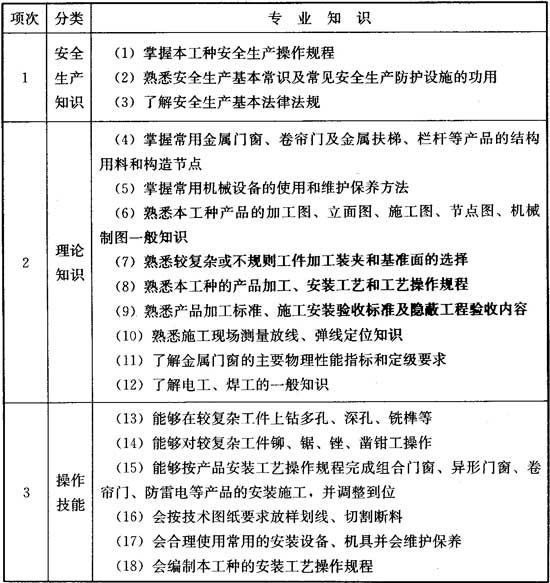 项次 分类 专业知识
安全 (1) 掌握本工种安全生产操作规程
1 生产 (2) 熟悉安全生产基本常识及常见安全生产防护设施的功用
知识 (3) 了解安全生产基本法律法规
(4) 掌握常用金属门窗、卷帘门及金属扶梯、栏杆等产品的结构
用料和构造节点
(5) 掌握常用机械设备的使用和维护保养方法
(6) 熟悉本工种产品的加工图、立面图、施工图、节点图、机械
制图一般知识
2 理论知识 (7) 熟悉较复杂或不规则工件加工装夹和基准面的选择
(8) 熟悉本工种的产品加工、安装工艺和工艺操作规程
(9) 熟悉产品加工标准、施工安装验收标准及隐蔽工程验收内容
(10) 熟悉施工现场测量放线、弹线定位知识
(11) 了解金属门窗的主要物理性能指标和定级要求
(12) 了解电工、焊工的一般知识
(13) 能够在较复杂工件上钻多孔、深孔、铣榫等
(14) 能够对较复杂工件铆、锯、锉、凿钳工操作
(15) 能够按产品安装工艺操作规程完成组合门窗、异形门窗、卷
3 操作技能 帘门、防雷电等产品的安装施工，并调整到位
(16) 会按技术图纸要求放样划线、切割断料
(17) 会合理使用常用的安装设备、机具并会维护保养
(18) 会编制本工种的安装工艺操作规程